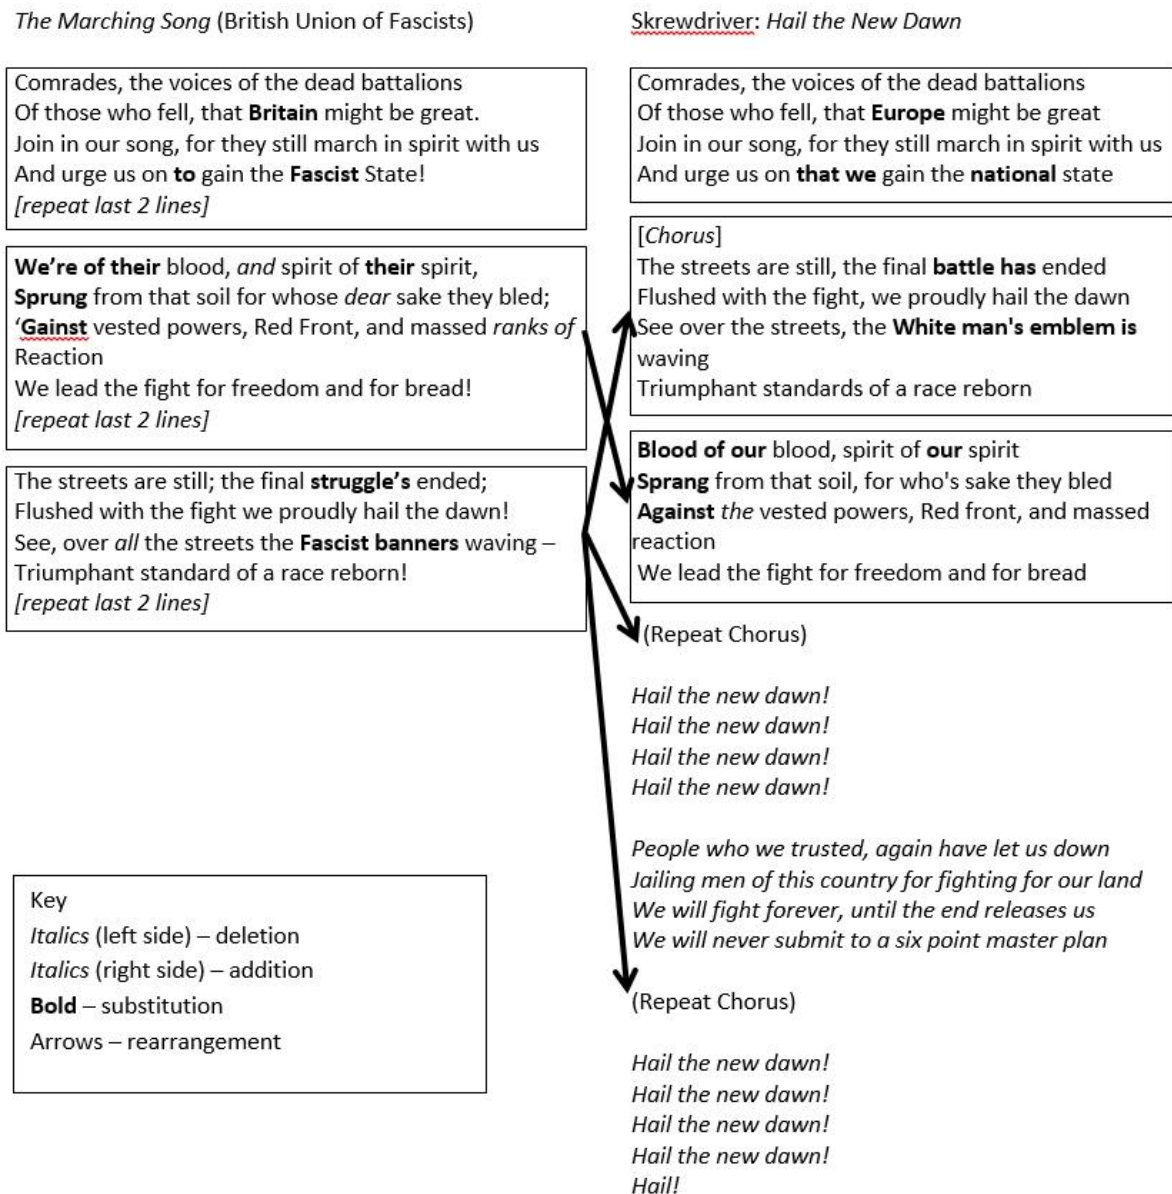 The Marching Song (British Union of Fascists)
Comrades, the voices of the dead battalions
Of those who fell, that Britain might be great.
Join in our song, for they still march in spirit with us
And urge us on to gain the Fascist State!
[repeat last 2 lines]
We're of their blood, and spirit of their spirit,
Sprung from that soil for whose dear sake they bled;
‘Gainst vested powers, Red Front, and massed ranks of
Reaction
We lead the fight for freedom and for bread!
[repeat last 2 lines]
The streets are still; the final struggle's ended;
Flushed with the fight we proudly hail the dawn!
See, over all the streets the Fascist banners waving –
Triumphant standard of a race reborn!
[repeat last 2 lines]
Key
Italics (left side) – deletion
Italics (right side) – addition
Bold – substitution
Arrows – rearrangement
Skrewdriver: Hail the New Dawn
Comrades, the voices of the dead battalions
Of those who fell, that Europe might be great
Join in our song, for they still march in spirit with us
And urge us on that we gain the national state
[Chorus]
The streets are still, the final battle has ended
Flushed with the fight, we proudly hail the dawn
See over the streets, the White man's emblem is
waving
Triumphant standards of a race reborn
Blood of our blood, spirit of our spirit
Sprang from that soil, for who's sake they bled
Against the vested powers, Red front, and massed
reaction
We lead the fight for freedom and for bread
(Repeat Chorus)
Hail the new dawn!
Hail the new dawn!
Hail the new dawn!
Hail the new dawn!
People who we trusted, again have let us down
Jailing men of this country for fighting for our land
We will fight forever, until the end releases us
We will never submit to a six point master plan
(Repeat Chorus)
Hail the new dawn!
Hail the new dawn!
Hail the new dawn!
Hail the new dawn!
Hail!